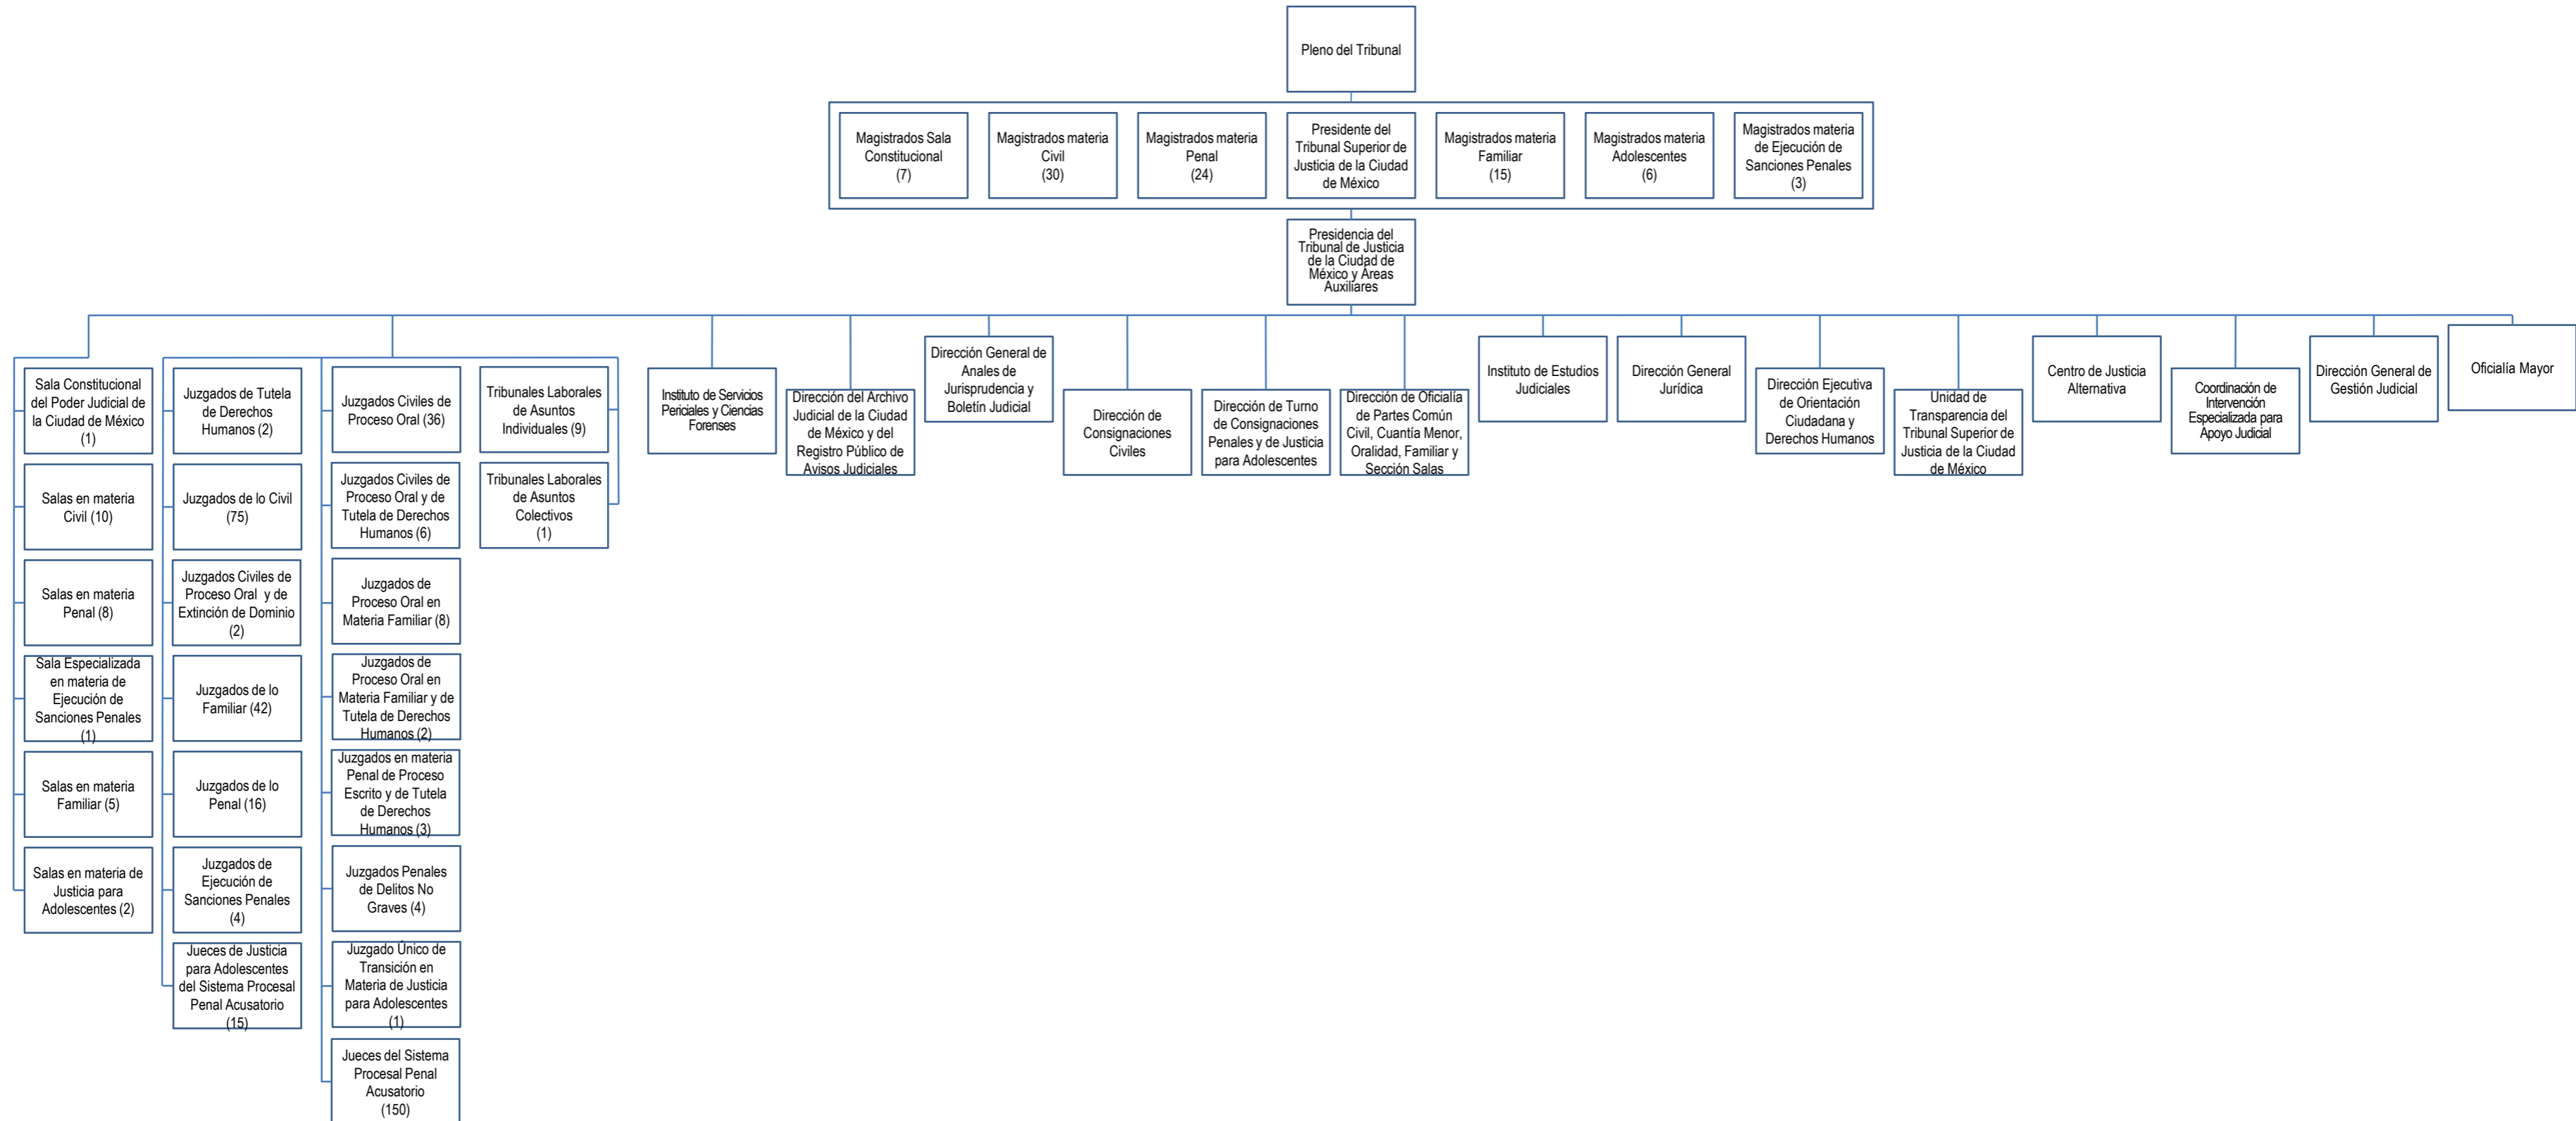 Pleno del Tribunal
Magistrados Sala
Constitucional
(7)
Magistrados materia
Civil
(30)
Magistrados materia
Penal
(24)
Presidente del
Tribunal Superior de
Justicia de la Ciudad
de México
Magistrados materia
Familiar
(15)
Magistrados materia
Adolescentes
(6)
Magistrados materia
de Ejecución de
Sanciones Penales
(3)
Presidencia del
Tribunal de Justicia
de la Ciudad de
México y Áreas
Auxiliares
Sala Constitucional
del Poder Judicial de
la Ciudad de México
(1)
Salas en materia
Civil (10)
Salas en materia
Penal (8)
Sala Especializada
en materia de
Ejecución de
Sanciones Penales
(1)
Salas en materia
Familiar (5)
Salas en materia de
Justicia para
Adolescentes (2)
Juzgados de Tutela
de Derechos
Humanos (2)
Juzgados de lo Civil
(75)
Juzgados Civiles de
Proceso Oral y de
Extinción de Dominio
(2)
Juzgados de lo
Familiar (42)
Juzgados de lo
Penal (16)
Juzgados de
Ejecución de
Sanciones Penales
(4)
Jueces de Justicia
para Adolescentes
del Sistema Procesal
Penal Acusatorio
(15)
Juzgados Civiles de
Proceso Oral (36)
Juzgados Civiles de
Proceso Oral y de
Tutela de Derechos
Humanos (6)
Juzgados de
Proceso Oral en
Materia Familiar (8)
Juzgados de
Proceso Oral en
Materia Familiar y de
Tutela de Derechos
Humanos (2)
Juzgados en materia
Penal de Proceso
Escrito y de Tutela
de Derechos
Humanos (3)
Juzgados Penales
de Delitos No
Graves (4)
Juzgado Único de
Transición en
Materia de Justicia
para Adolescentes
(1)
Jueces del Sistema
Procesal Penal
Acusatorio
(150)
Tribunales Laborales
de Asuntos
Individuales (9)
Tribunales Laborales
de Asuntos
Colectivos
(1)
Instituto de Servicios
Periciales y Ciencias
Forenses
Dirección del Archivo
Judicial de la Ciudad
de México y del
Registro Público de
Avisos Judiciales
Dirección General de
Anales de
Jurisprudencia y
Boletín Judicial
Dirección de
Consignaciones
Civiles
Dirección de Turno
de Consignaciones
Penales y de Justicia
para Adolescentes
Dirección de Oficialía
de Partes Común
Civil, Cuantía Menor,
Oralidad, Familiar y
Sección Salas
Instituto de Estudios
Judiciales
Dirección General
Jurídica
Dirección Ejecutiva
de Orientación
Ciudadana y
Derechos Humanos
Unidad de
Transparencia del
Tribunal Superior de
Justicia de la Ciudad
de México
Centro de Justicia
Alternativa
Coordinación de
Intervención
Especializada para
Apoyo Judicial
Dirección General de
Gestión Judicial
Oficialía Mayor